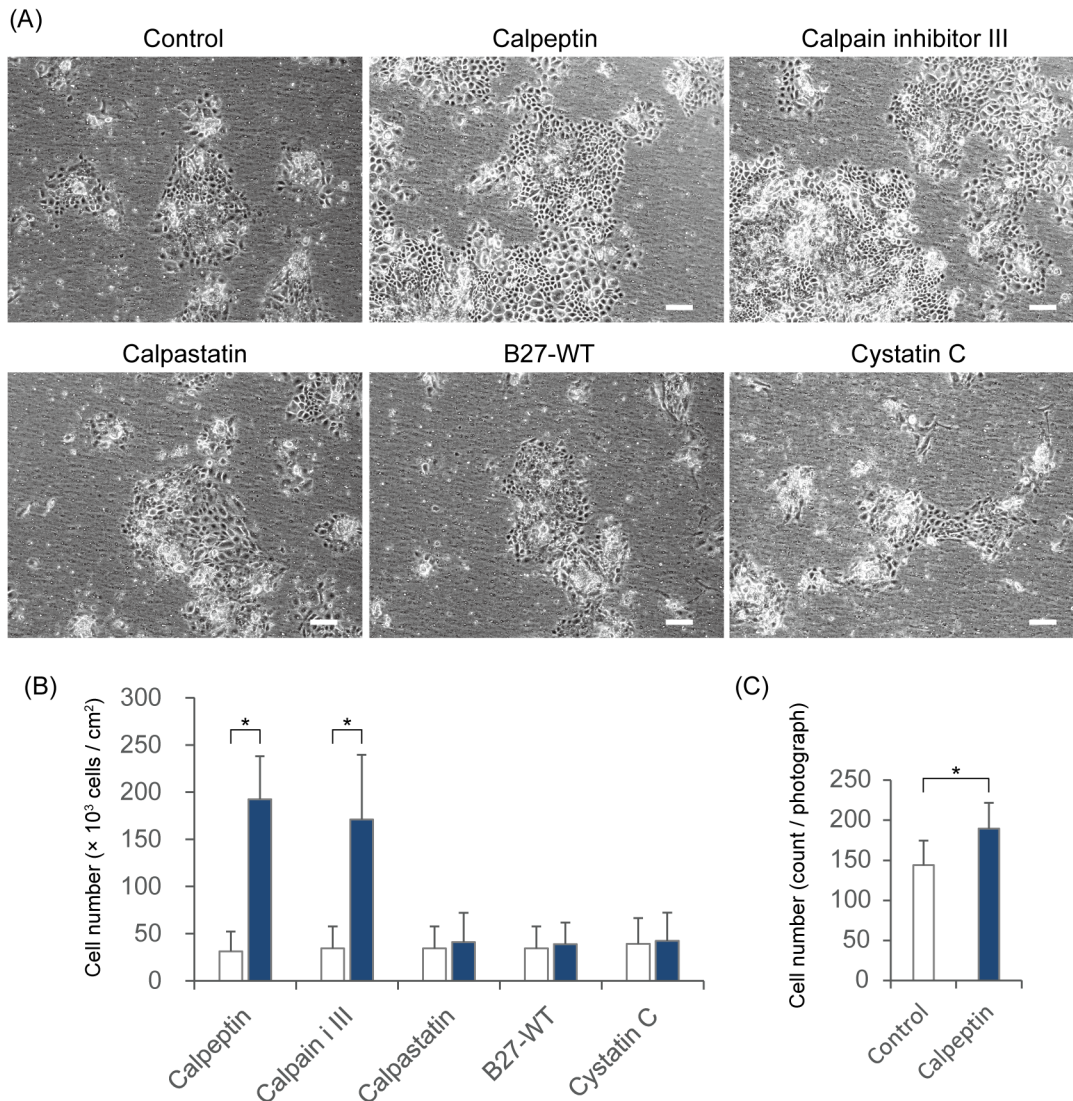 (A)
Control
Calpeptin
Calpain inhibitor III
Calpastatin
B27-WT
Cystatin C
(B)
Cell number (× 10³ cells / cm²)
300
250
200
150
100
50
0
*
*
Calpeptin
Calpain i III
Calpastatin
B27-WT
Cystatin C
(C)
Cell number (count / photograph)
250
200
150
100
50
0
*
Control
Calpeptin